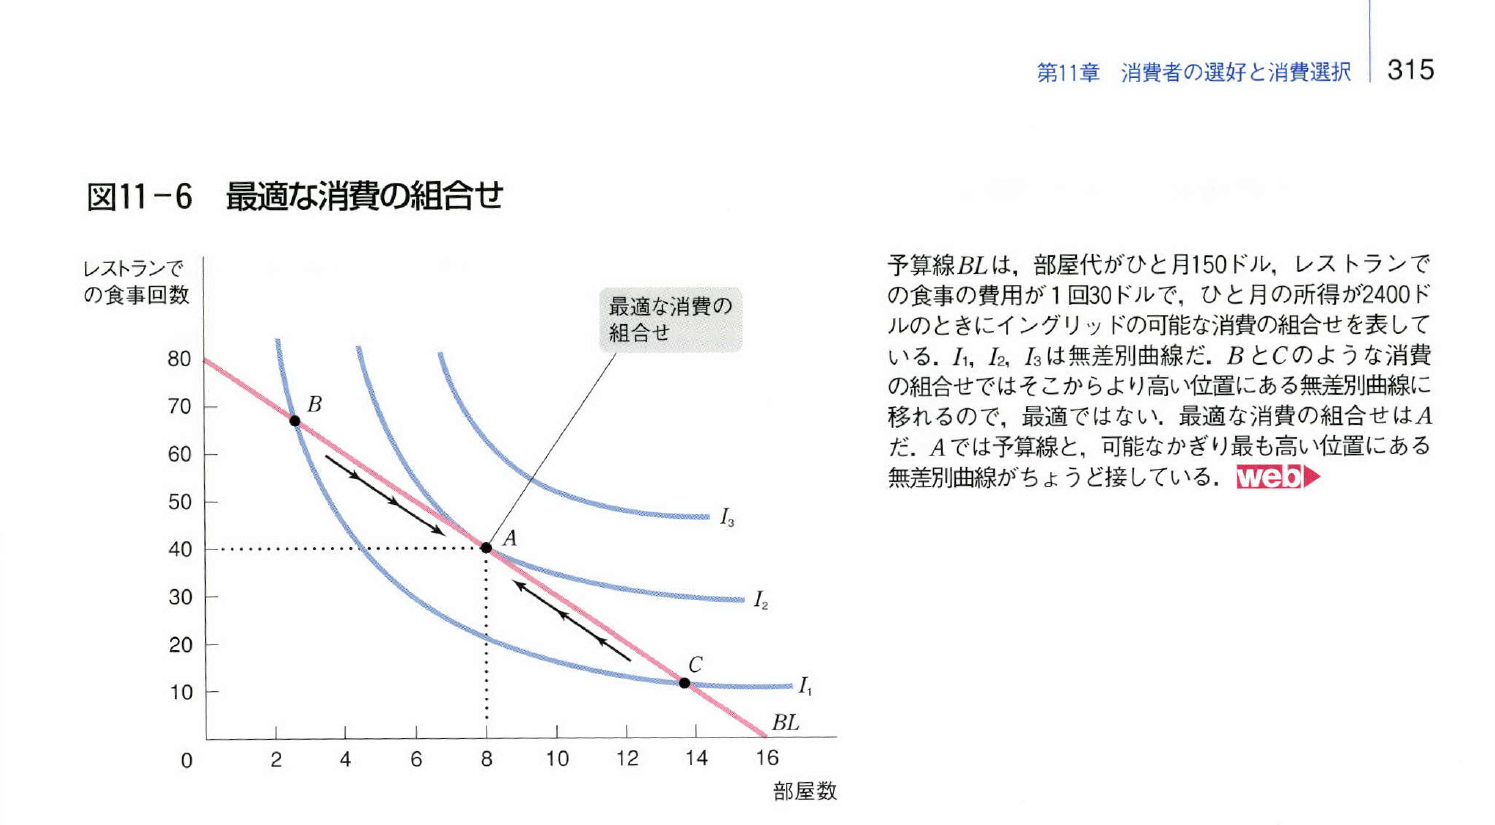 第11章　消費者の選好と消費選択 315
図11-6　最適な消費の組合せ
レストランで
の食事回数
最適な消費の
組合せ
80
70
60
50
40
30
20
10
0
2 4 6 8 10 12 14 16
部屋数
B
A
C
I₃
I₂
I₁
BL
予算線BLは，部屋代がひと月150ドル，レストランで
の食事の費用が1回30ドルで，ひと月の所得が2400ド
ルのときにイングリッドの可能な消費の組合せを表して
いる．I₁, I₂, I₃は無差別曲線だ．BとCのような消費
の組合せではそこからより高い位置にある無差別曲線に
移れるので，最適ではない．最適な消費の組合せはA
だ．Aでは予算線と，可能なかぎり最も高い位置にある
無差別曲線がちょうど接している．web